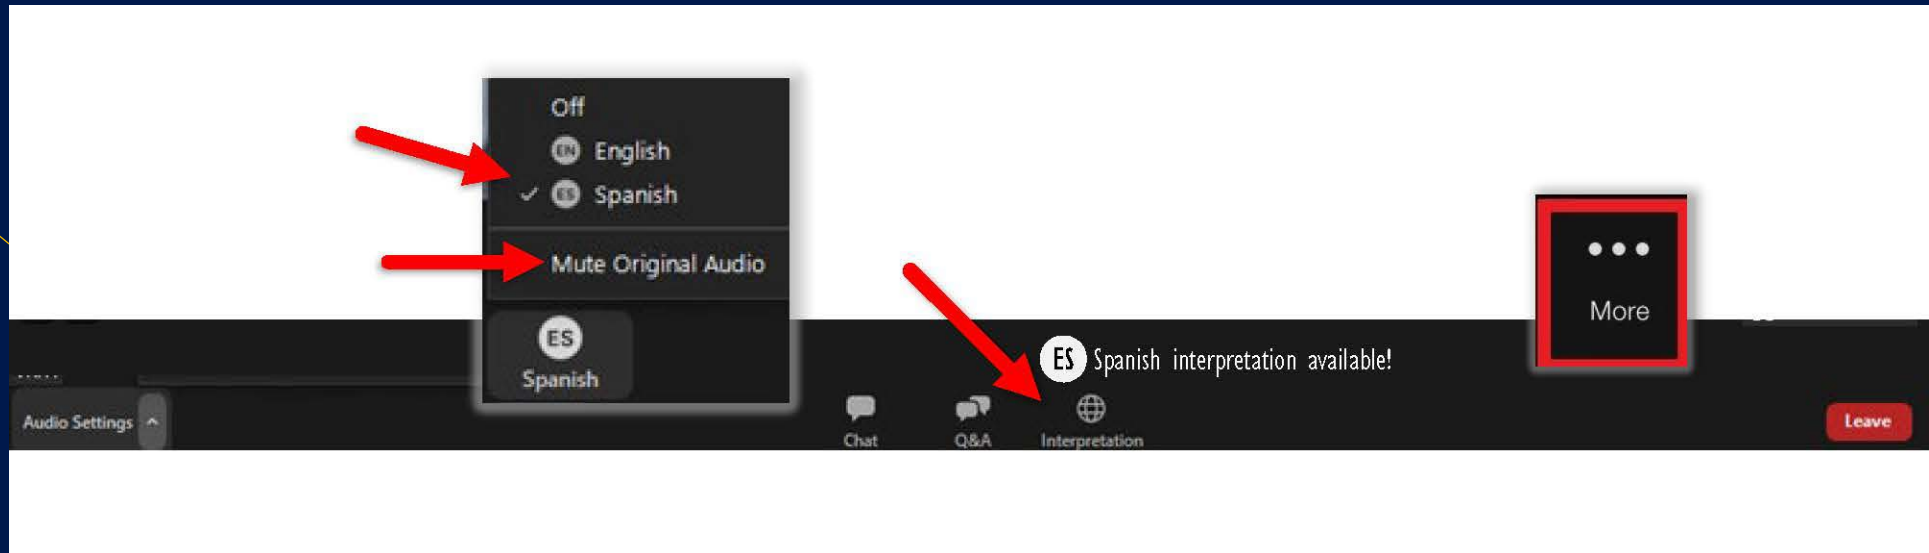 Off
EN English
ES Spanish
Mute Original Audio
ES
Spanish
ES Spanish interpretation available!
More
Audio Settings
Chat
Q&A
Interpretation
Leave